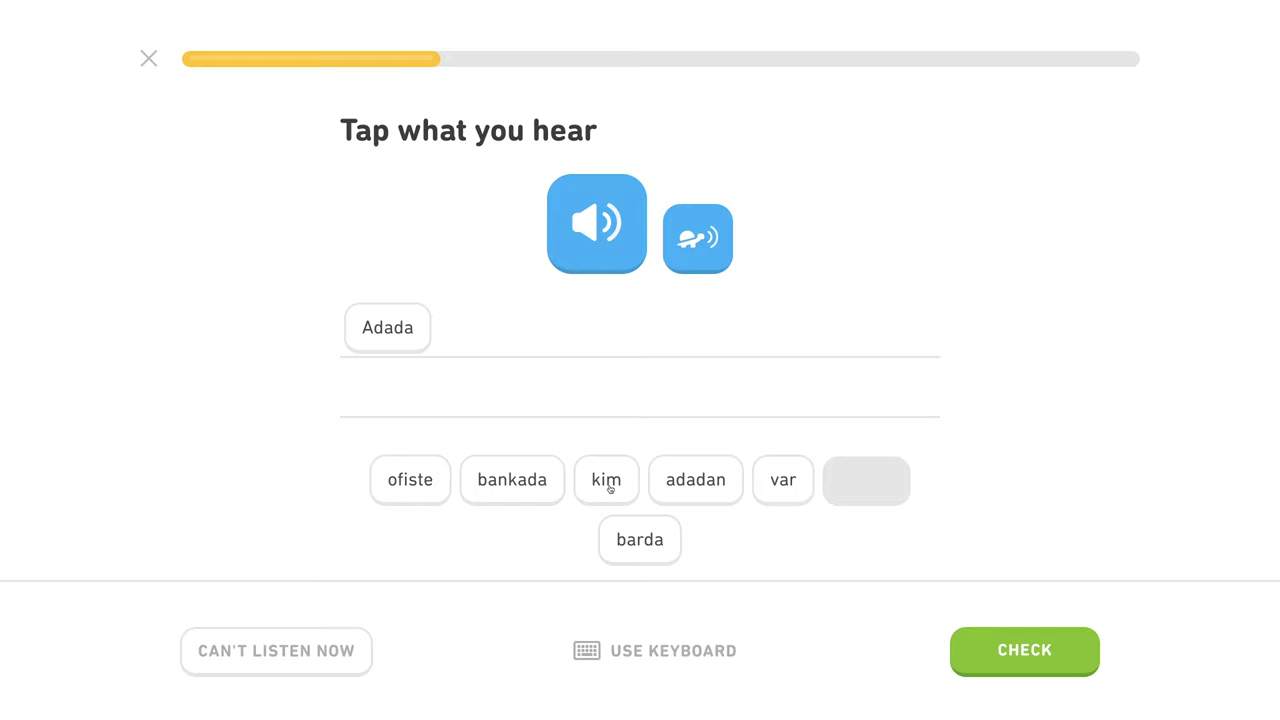 Tap what you hear
Adada
ofiste bankada kim adadan var
barda
CAN'T LISTEN NOW USE KEYBOARD CHECK